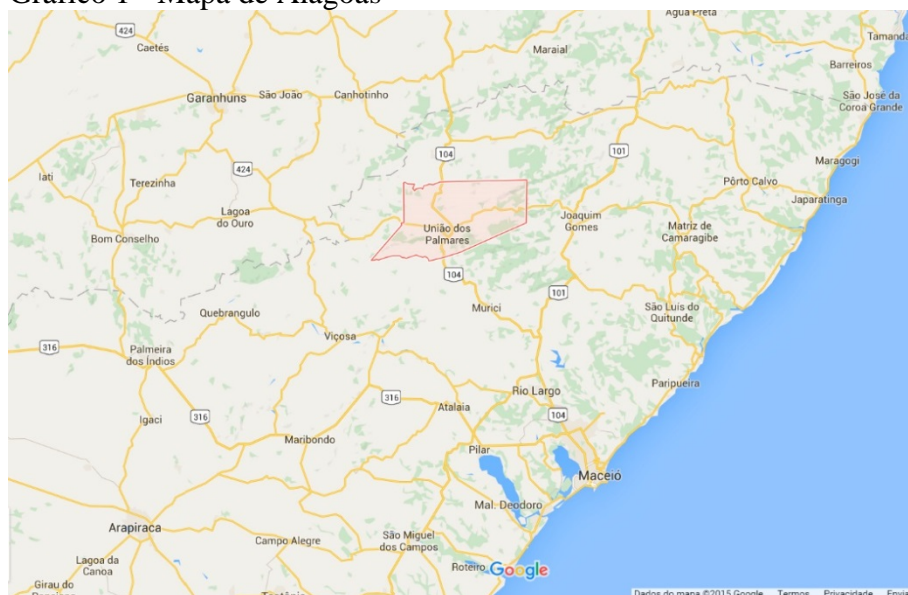 Gráfico 1 - Mapa de Alagoas
Água Preta
424
Caetés
Maraial
Tamanda
Barreiros
Garanhuns
São João
Canhotinho
São José da
Coroa Grande
104
101
Maragogi
424
Iati
Terezinha
Pôrto Calvo
Japaratinga
Lagoa
do Ouro
Joaquim
Gomes
União dos
Palmares
Matriz de
Camaragibe
Bom Conselho
104
101
Murici
São Luís do
Quitunde
Quebrangulo
Viçosa
316
Palmeira
dos Índios
Paripueira
Rio Largo
316
Atalaia
104
Igaci
316
Maribondo
Pilar
Maceió
Mal. Deodoro
Arapiraca
Campo Alegre
São Miguel
dos Campos
Lagoa da
Canoa
Roteiro
Google
Girau do
Dados do mapa ©2015 Google
Termos
Privacidade
Envia